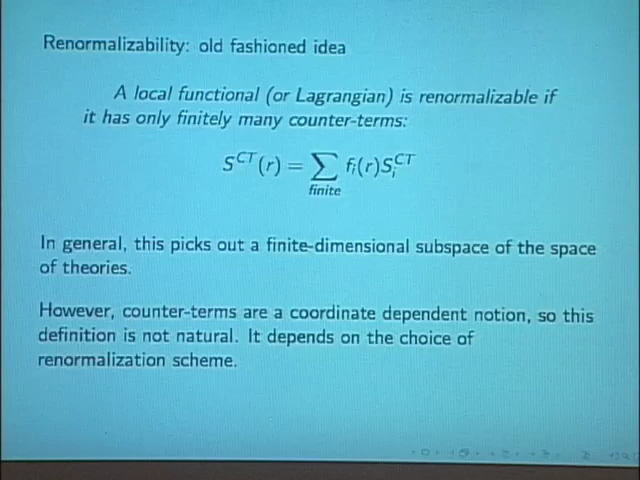 Renormalizability: old fashioned idea
A local functional (or Lagrangian) is renormalizable if
it has only finitely many counter-terms:
S^{CT}(r) = ∑ f_i(r)S_i^{CT}
finite
In general, this picks out a finite-dimensional subspace of the space
of theories.
However, counter-terms are a coordinate dependent notion, so this
definition is not natural. It depends on the choice of
renormalization scheme.